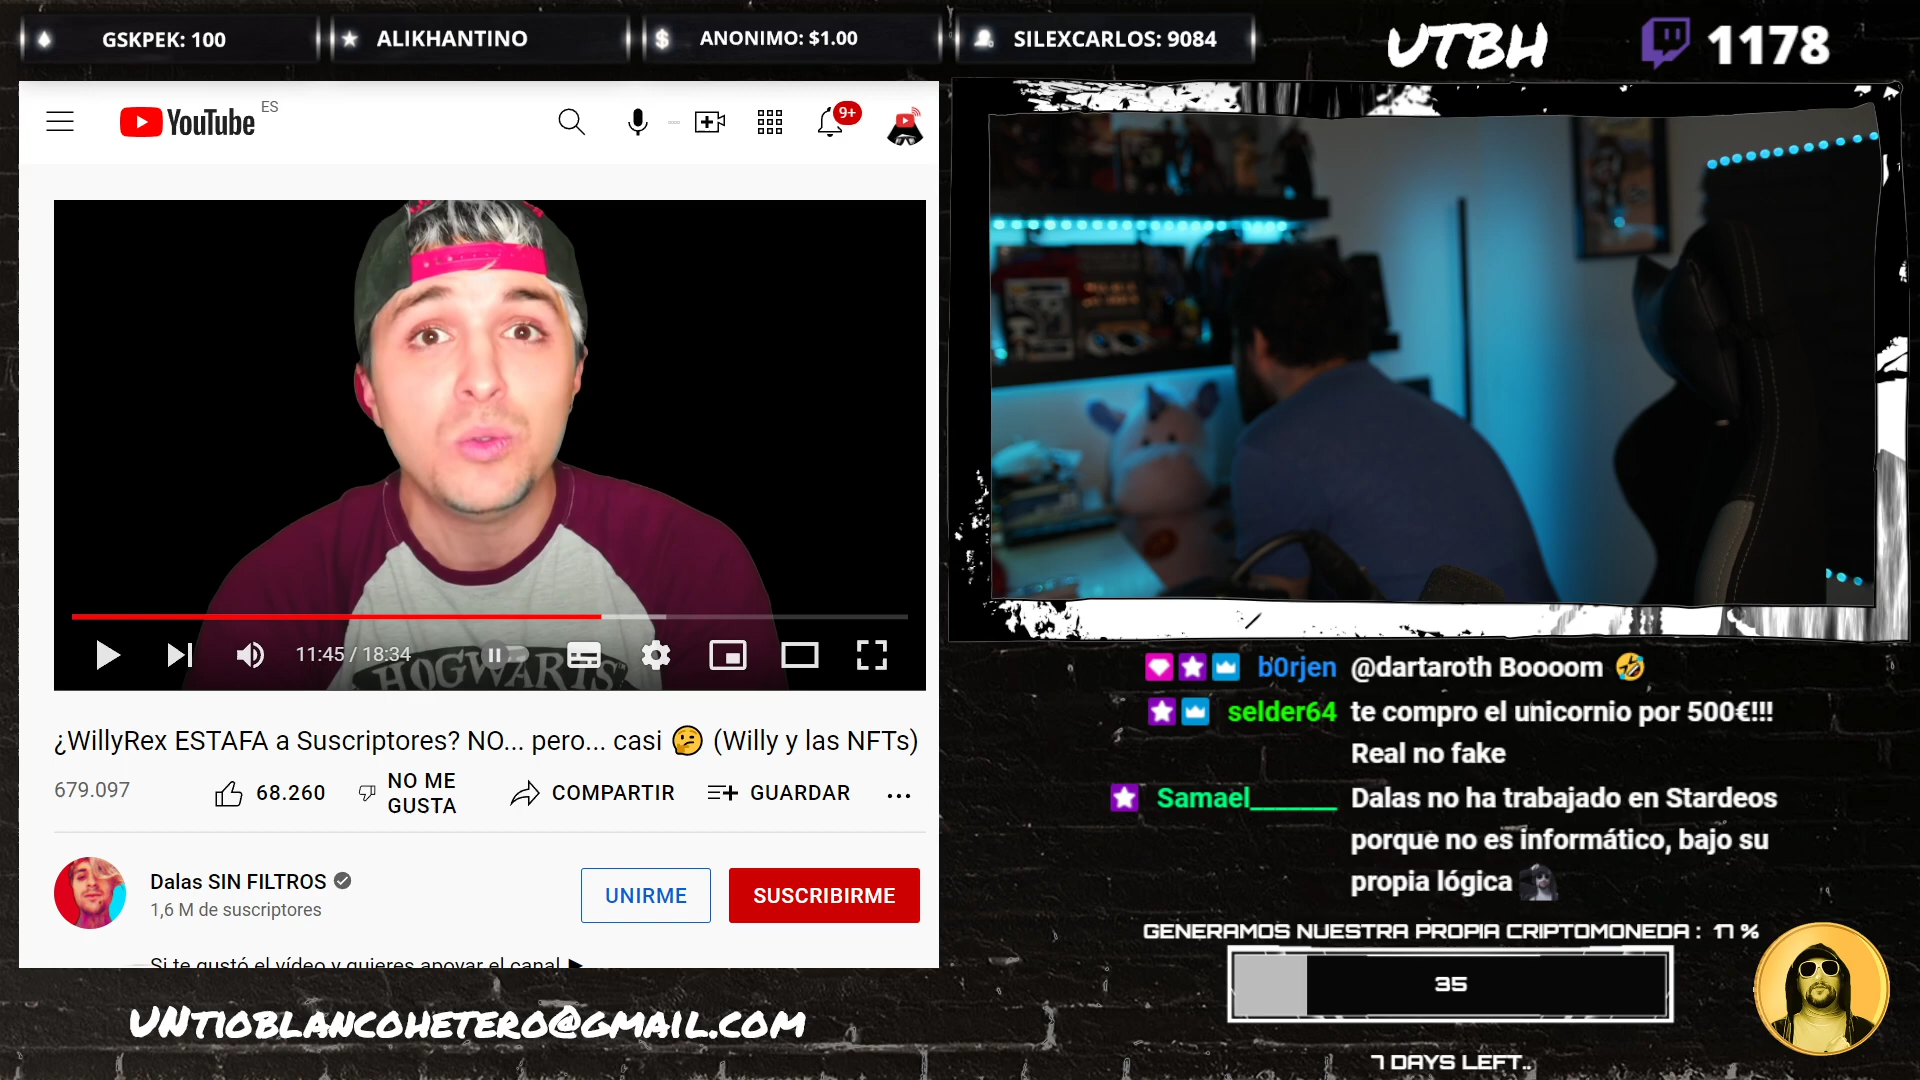 GSKPEK: 100
ALIKHANTINO
ANONIMO: $1.00
SILEXCARLOS: 9084
UTBH
1178
YouTube ES
9+
HOGWARTS
11:45 / 18:34
¿WillyRex ESTAFA a Suscriptores? NO... pero... casi 🤔 (Willy y las NFTs)
679.097
68.260
NO ME
GUSTA
COMPARTIR
GUARDAR
Dalas SIN FILTROS
1,6 M de suscriptores
UNIRME
SUSCRIBIRME
Si te gustó el vídeo y quieres apoyar el canal ▶
b0rjen @dartaroth Boooom 🤣
selder64 te compro el unicornio por 500€!!!
Real no fake
Samael_______ Dalas no ha trabajado en Stardeos
porque no es informático, bajo su
propia lógica
GENERAMOS NUESTRA PROPIA CRIPTOMONEDA : 17 %
35
7 DAYS LEFT..
UNTIOBLANCOHETERO@GMAIL.COM